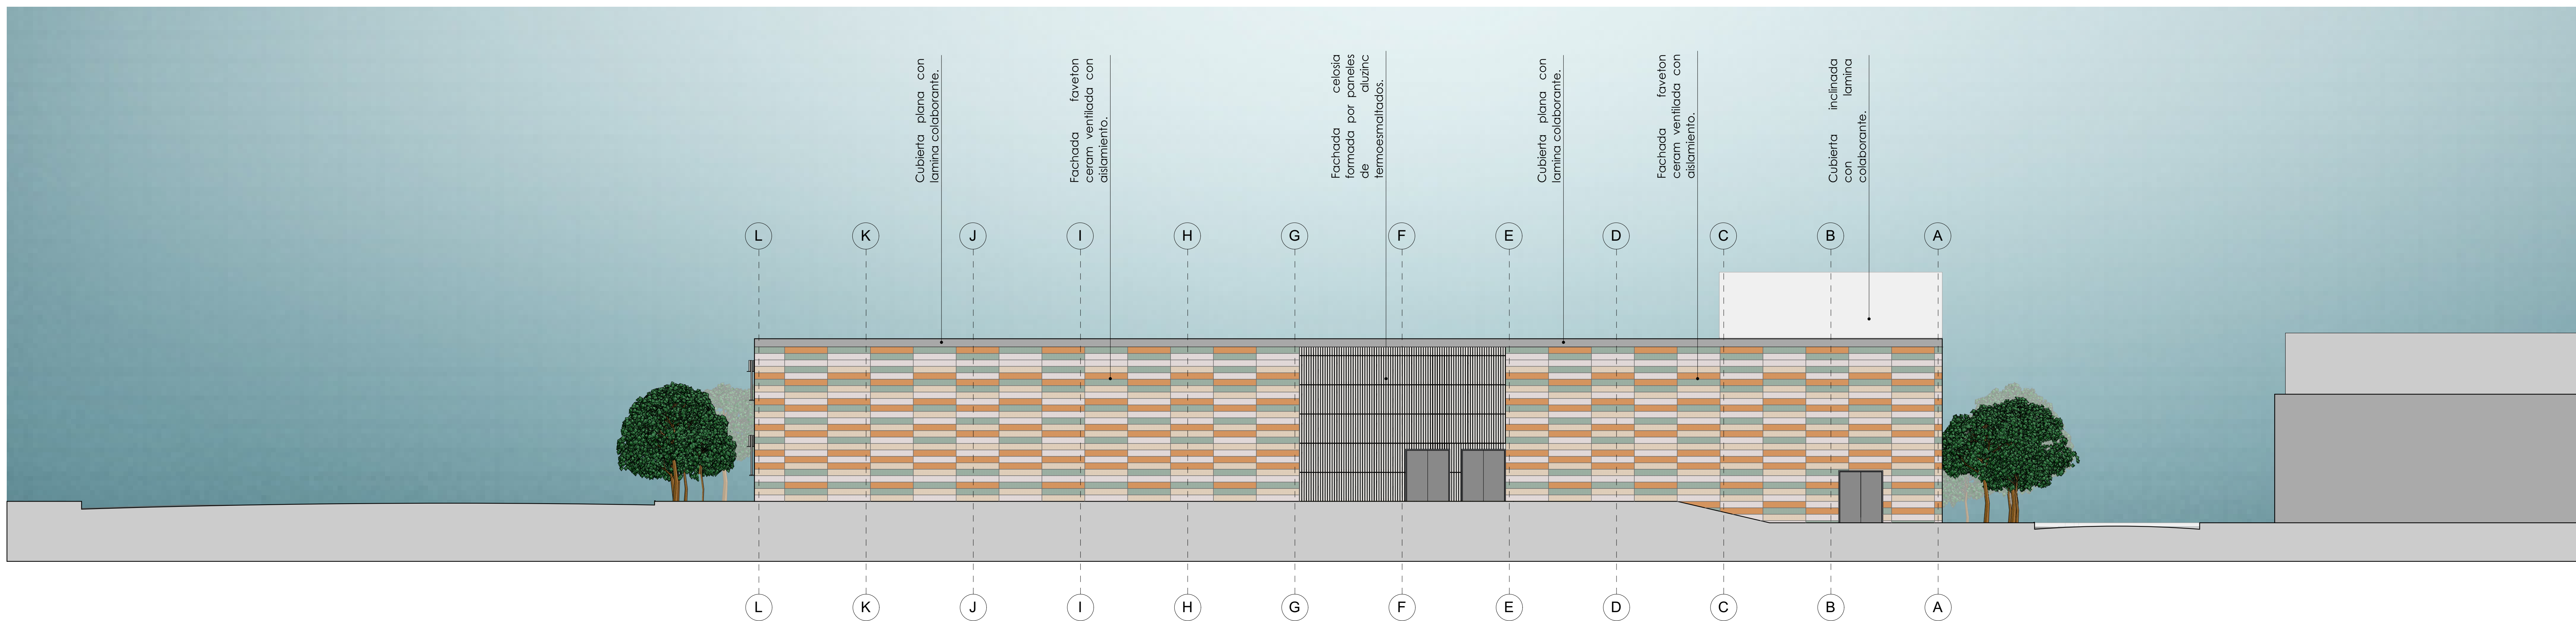 Cubierta plana con
lamina colaborante.
Fachada faveton
ceram ventilada con
aislamiento.
Fachada celosia
formada por paneles
de aluzinc
termoesmaltados.
Cubierta plana con
lamina colaborante.
Fachada faveton
ceram ventilada con
aislamiento.
Cubierta inclinada
con lamina
colaborante.
L K J I H G F E D C B A
L K J I H G F E D C B A